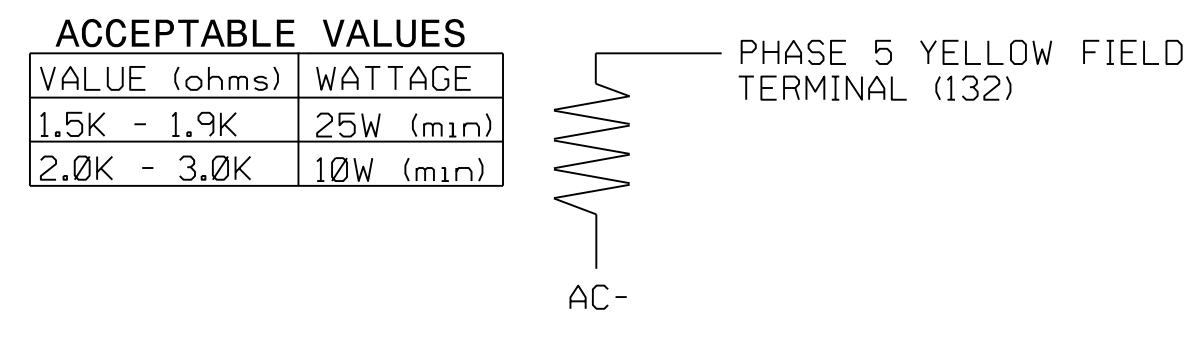 ACCEPTABLE VALUES
VALUE (ohms) WATTAGE
1.5K - 1.9K 25W (min)
2.0K - 3.0K 10W (min)
PHASE 5 YELLOW FIELD
TERMINAL (132)
AC-